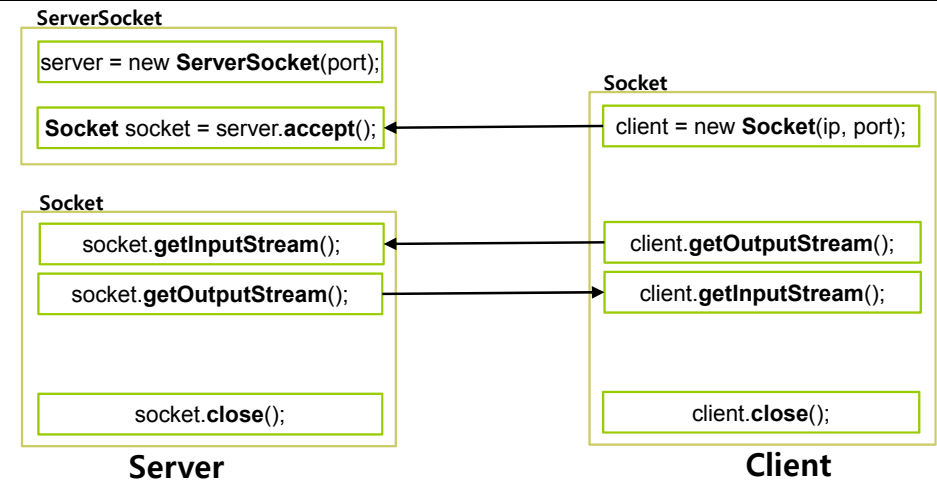 ServerSocket
server = new ServerSocket(port);
Socket socket = server.accept();
Socket
socket.getInputStream();
socket.getOutputStream();
socket.close();
Server
Socket
client = new Socket(ip, port);
client.getOutputStream();
client.getInputStream();
client.close();
Client